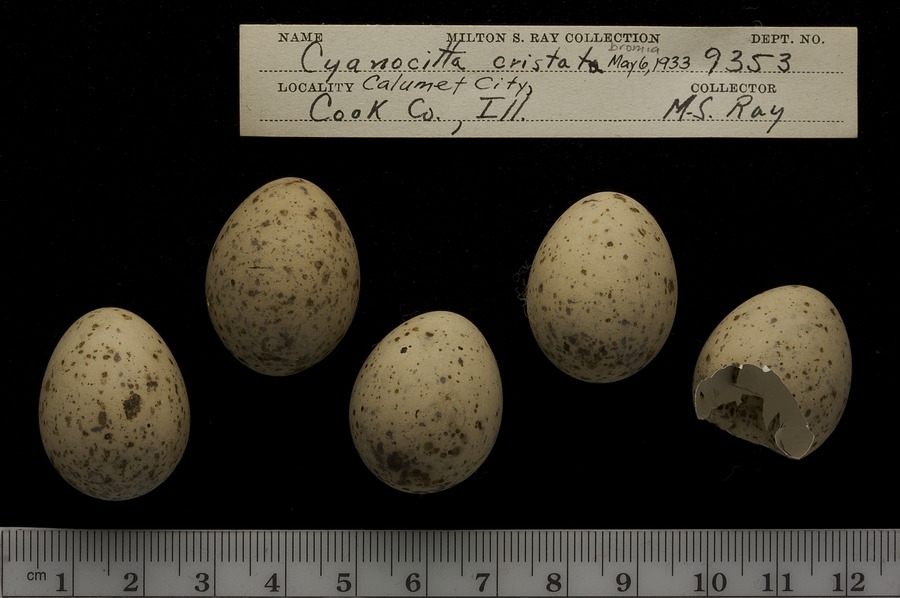 NAME MILTON S. RAY COLLECTION DEPT. NO.
bromia
Cyanocitta cristata May 6, 1933 9353
LOCALITY Calumet City, COLLECTOR
Cook Co., Ill. M.S. Ray
cm 1 2 3 4 5 6 7 8 9 10 11 12